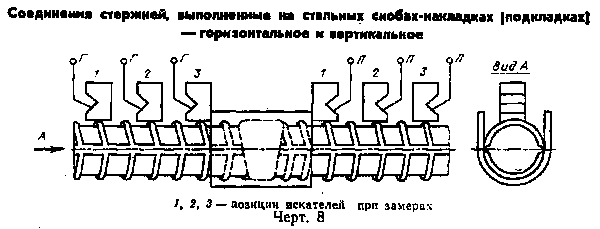 Соединения стержней, выполненные на стальных скобах-накладках [подкладках]
— горизонтальное и вертикальное
Г Г Г П П П Вид А
1 2 3 1 2 3
А
1, 2, 3 — позиции искателей при замерах
Черт. 8